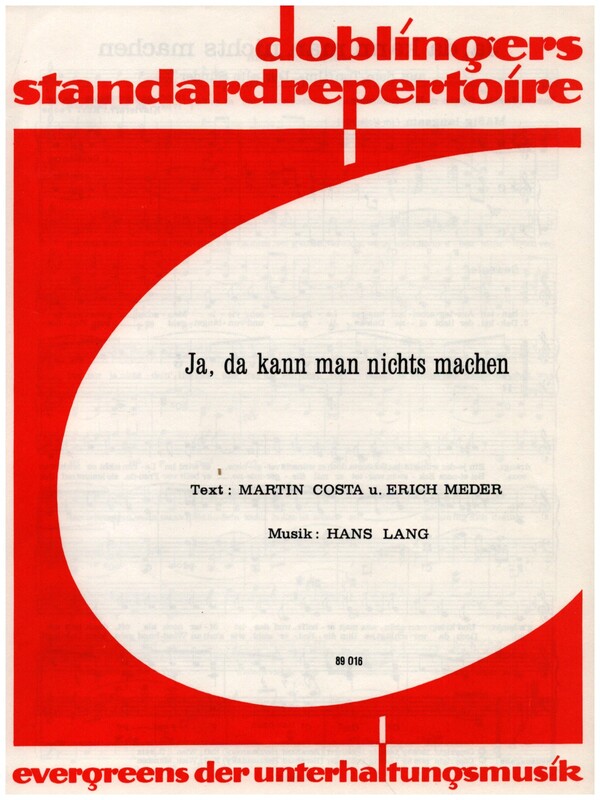 doblingers
standardrepertoire
Ja, da kann man nichts machen
Text: MARTIN COSTA u. ERICH MEDER
Musik: HANS LANG
89 016
evergreens der unterhaltungsmusik